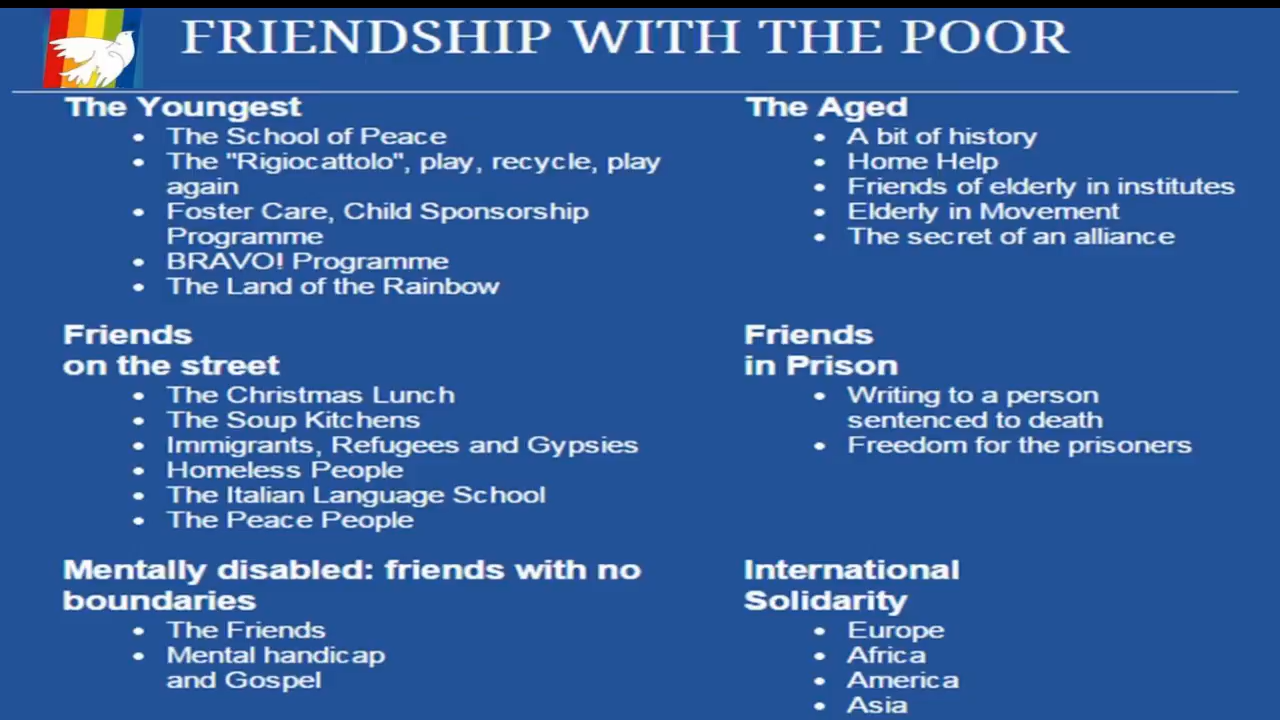 FRIENDSHIP WITH THE POOR
The Youngest
• The School of Peace
• The "Rigiocattolo", play, recycle, play
again
• Foster Care, Child Sponsorship
Programme
• BRAVO! Programme
• The Land of the Rainbow
The Aged
• A bit of history
• Home Help
• Friends of elderly in institutes
• Elderly in Movement
• The secret of an alliance
Friends
on the street
• The Christmas Lunch
• The Soup Kitchens
• Immigrants, Refugees and Gypsies
• Homeless People
• The Italian Language School
• The Peace People
Friends
in Prison
• Writing to a person
sentenced to death
• Freedom for the prisoners
Mentally disabled: friends with no
boundaries
• The Friends
• Mental handicap
and Gospel
International
Solidarity
• Europe
• Africa
• America
• Asia